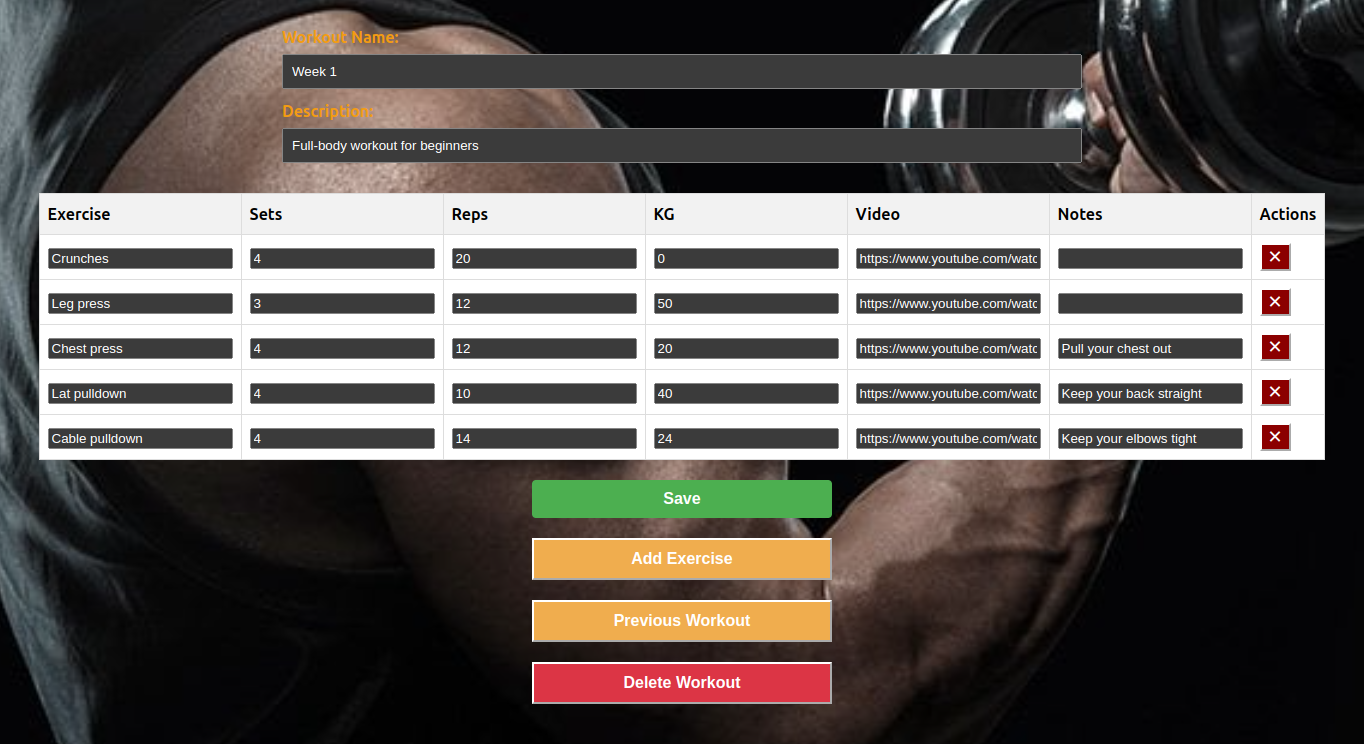 Workout Name:
Week 1
Description:
Full-body workout for beginners
Exercise Sets Reps KG Video Notes Actions
Crunches 4 20 0 https://www.youtube.com/watc ✕
Leg press 3 12 50 https://www.youtube.com/watc ✕
Chest press 4 12 20 https://www.youtube.com/watc Pull your chest out ✕
Lat pulldown 4 10 40 https://www.youtube.com/watc Keep your back straight ✕
Cable pulldown 4 14 24 https://www.youtube.com/watc Keep your elbows tight ✕
Save
Add Exercise
Previous Workout
Delete Workout